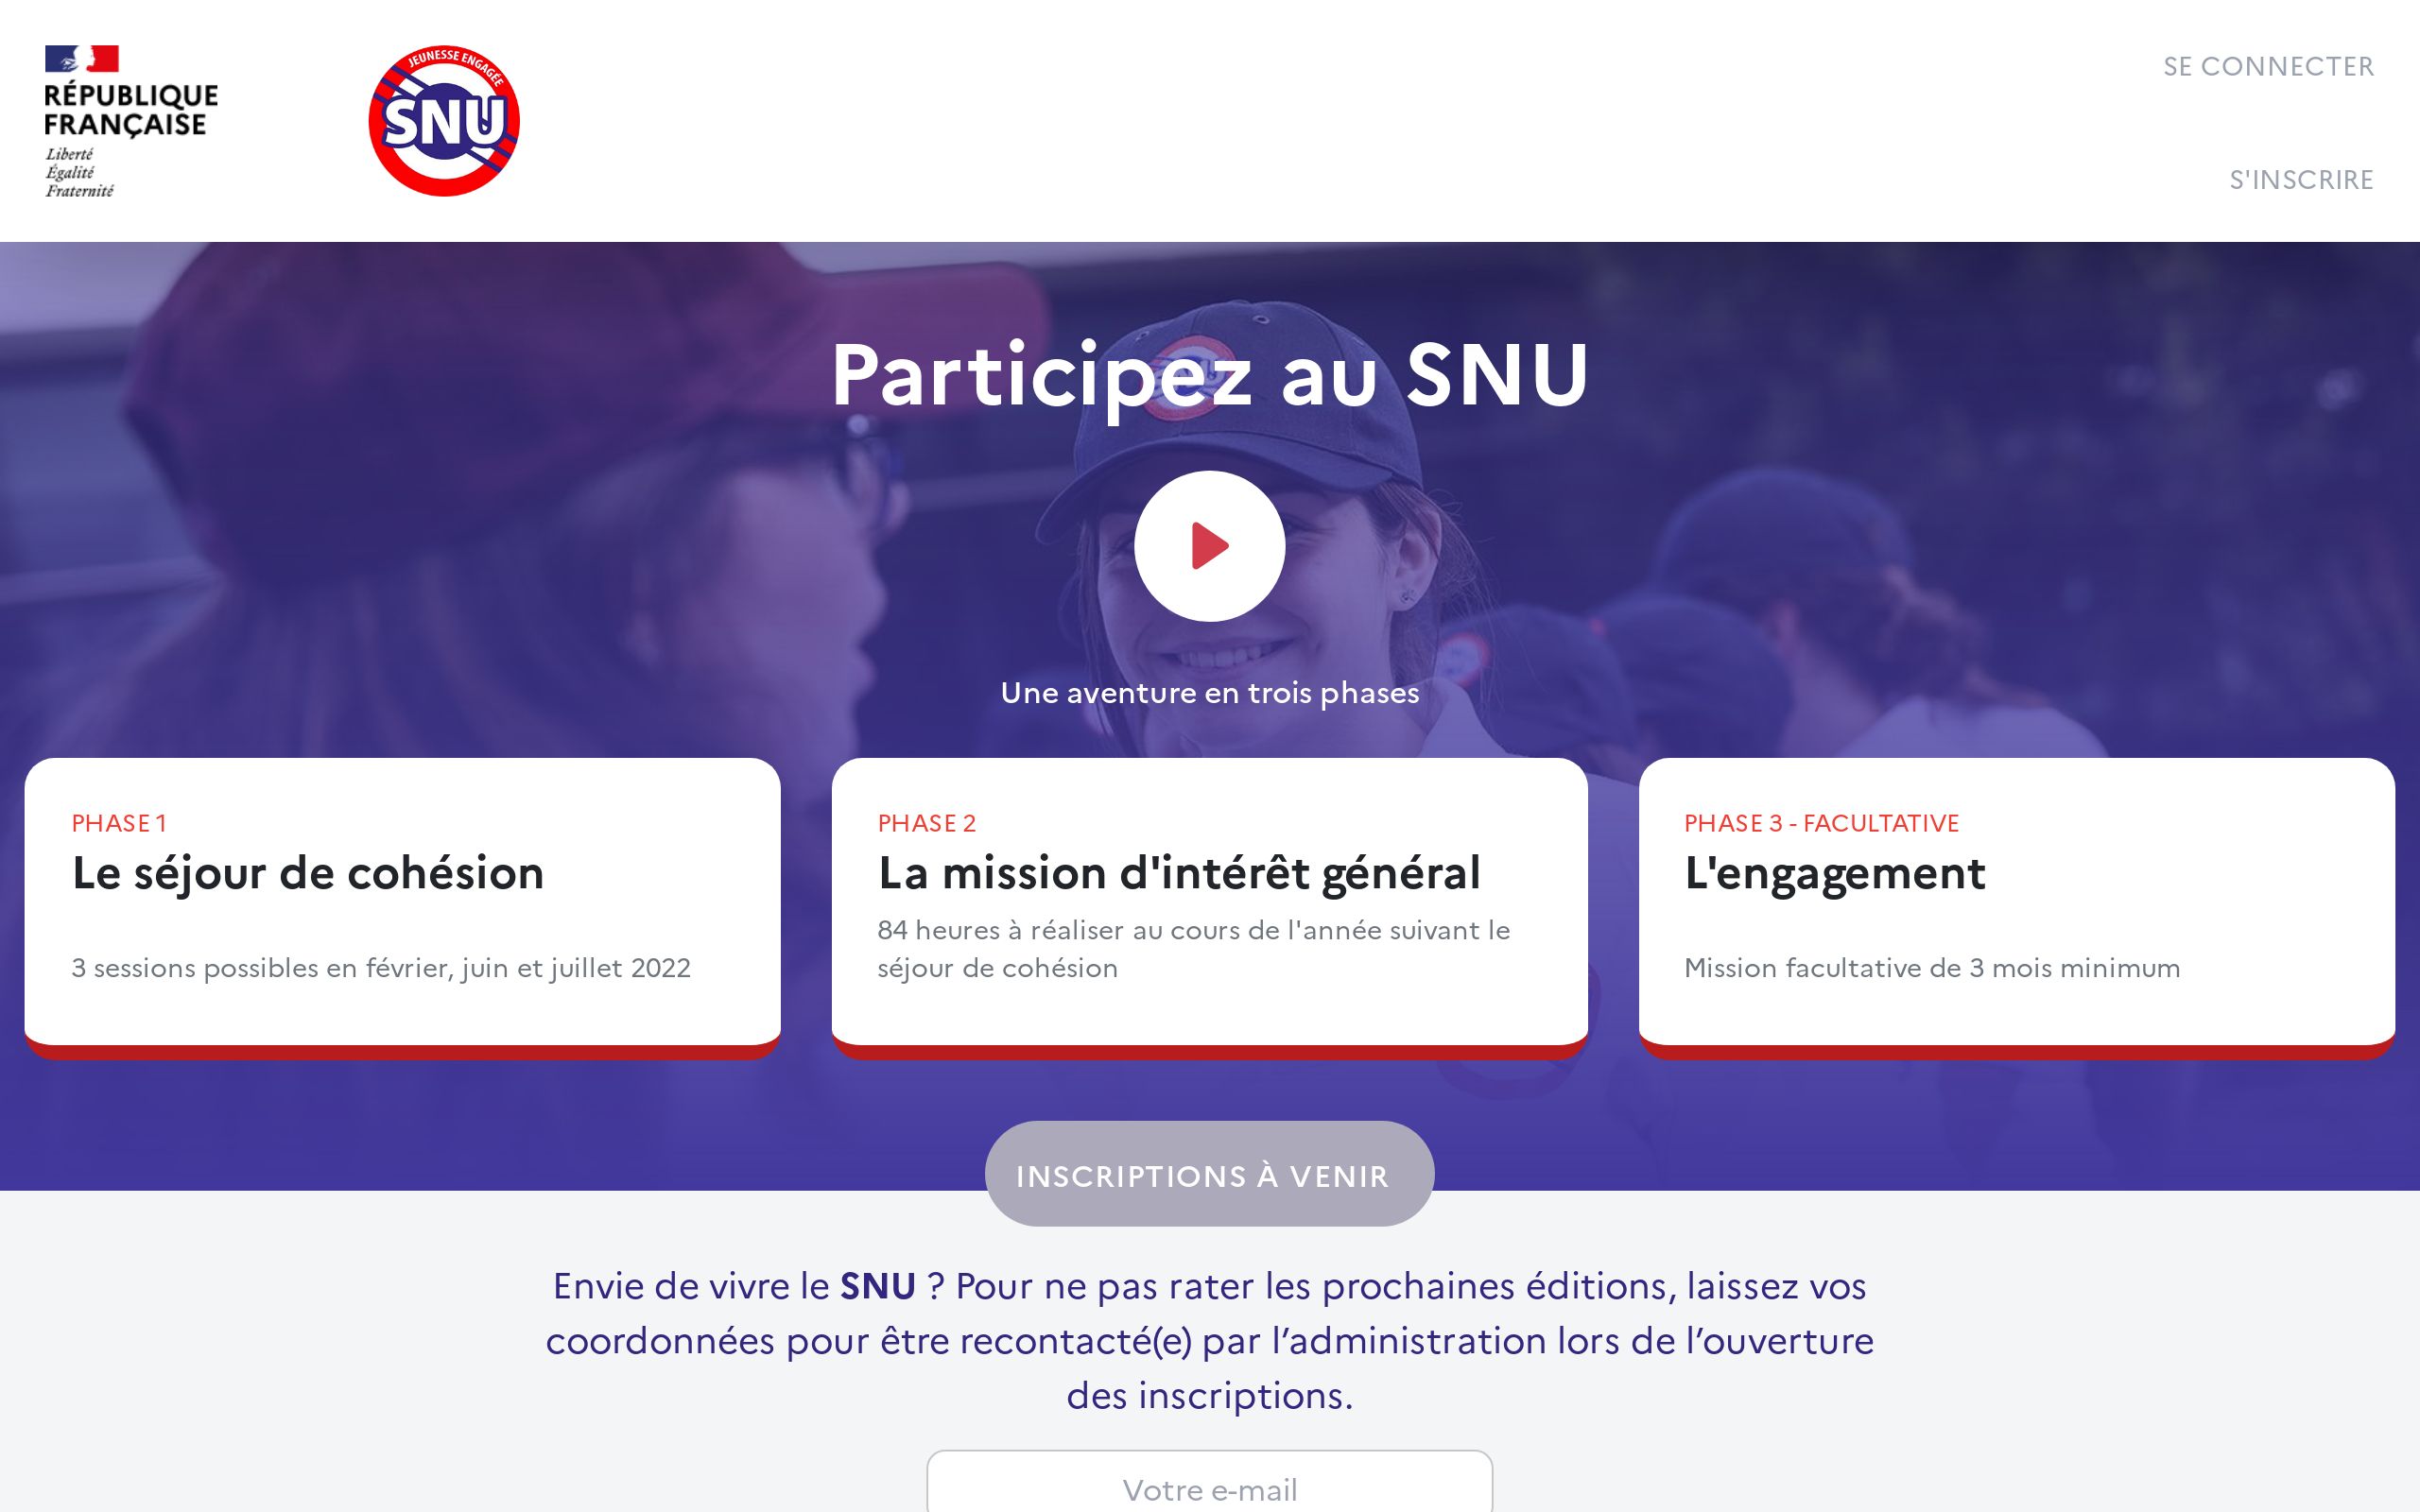 RÉPUBLIQUE
FRANÇAISE
Liberté
Égalité
Fraternité
JEUNESSE ENGAGÉE
SNU
SE CONNECTER
S'INSCRIRE
Participez au SNU
Une aventure en trois phases
PHASE 1
Le séjour de cohésion
3 sessions possibles en février, juin et juillet 2022
PHASE 2
La mission d'intérêt général
84 heures à réaliser au cours de l'année suivant le
séjour de cohésion
PHASE 3 - FACULTATIVE
L'engagement
Mission facultative de 3 mois minimum
INSCRIPTIONS À VENIR
Envie de vivre le SNU ? Pour ne pas rater les prochaines éditions, laissez vos
coordonnées pour être recontacté(e) par l’administration lors de l’ouverture
des inscriptions.
Votre e-mail